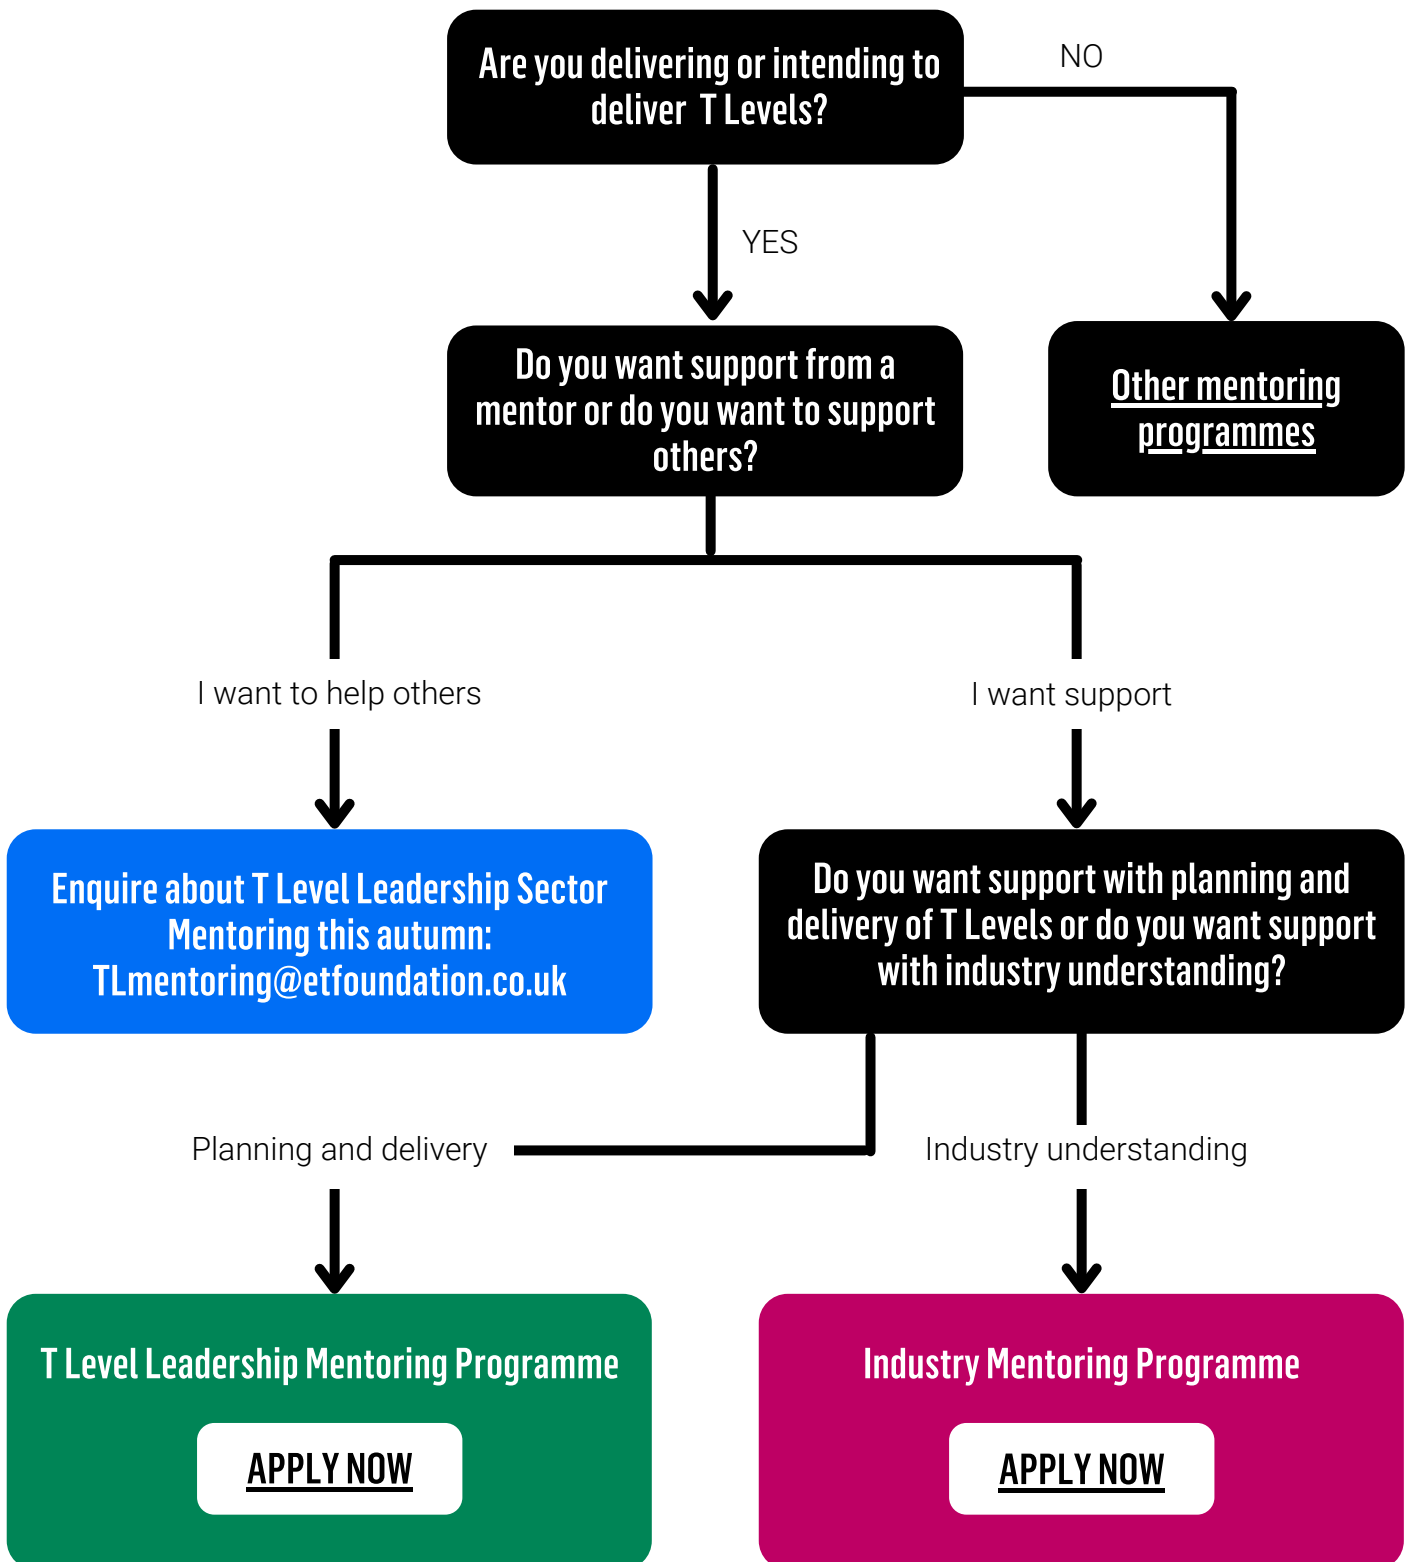 Are you delivering or intending to
deliver T Levels?
NO
YES
Do you want support from a
mentor or do you want to support
others?
Other mentoring
programmes
I want to help others
I want support
Enquire about T Level Leadership Sector
Mentoring this autumn:
TLmentoring@etfoundation.co.uk
Do you want support with planning and
delivery of T Levels or do you want support
with industry understanding?
Planning and delivery
Industry understanding
T Level Leadership Mentoring Programme
APPLY NOW
Industry Mentoring Programme
APPLY NOW